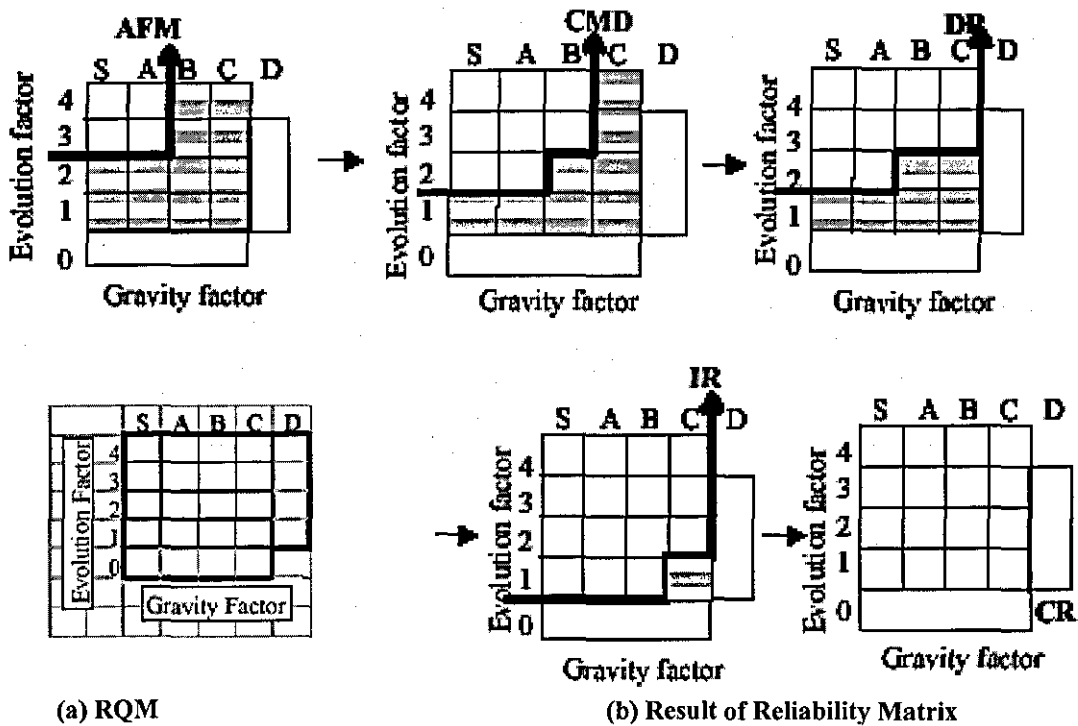 AFM
S A B C D
Evolution factor
4
3
2
1
0
Gravity factor
CMD
S A B C D
Evolution factor
4
3
2
1
0
Gravity factor
DR
S A B C D
Evolution factor
4
3
2
1
0
Gravity factor
S A B C D
Evolution Factor
4
3
2
1
0
Gravity Factor
IR
S A B C D
Evolution factor
4
3
2
1
0
Gravity factor
S A B C D
Evolution factor
4
3
2
1
0
CR
Gravity factor
(a) RQM
(b) Result of Reliability Matrix